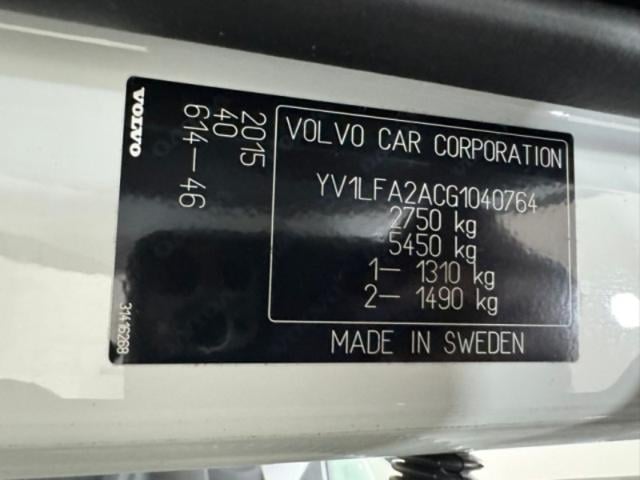 VOLVO CAR CORPORATION
YV1LFA2ACG1040764
2750 kg
5450 kg
1— 1310 kg
2— 1490 kg
MADE IN SWEDEN
2015
40
614—46
VOLVO
31416268